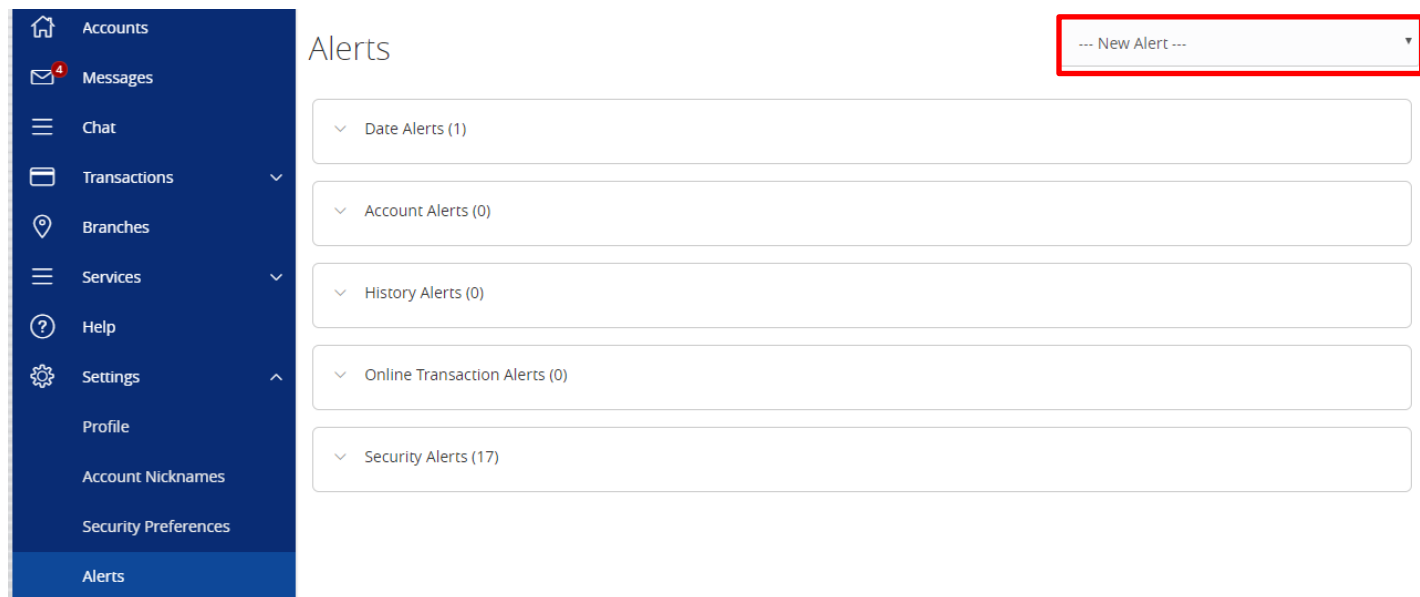 Accounts
4
Messages
Chat
Transactions
Branches
Services
? Help
Settings
Profile
Account Nicknames
Security Preferences
Alerts
Alerts
--- New Alert ---
Date Alerts (1)
Account Alerts (0)
History Alerts (0)
Online Transaction Alerts (0)
Security Alerts (17)